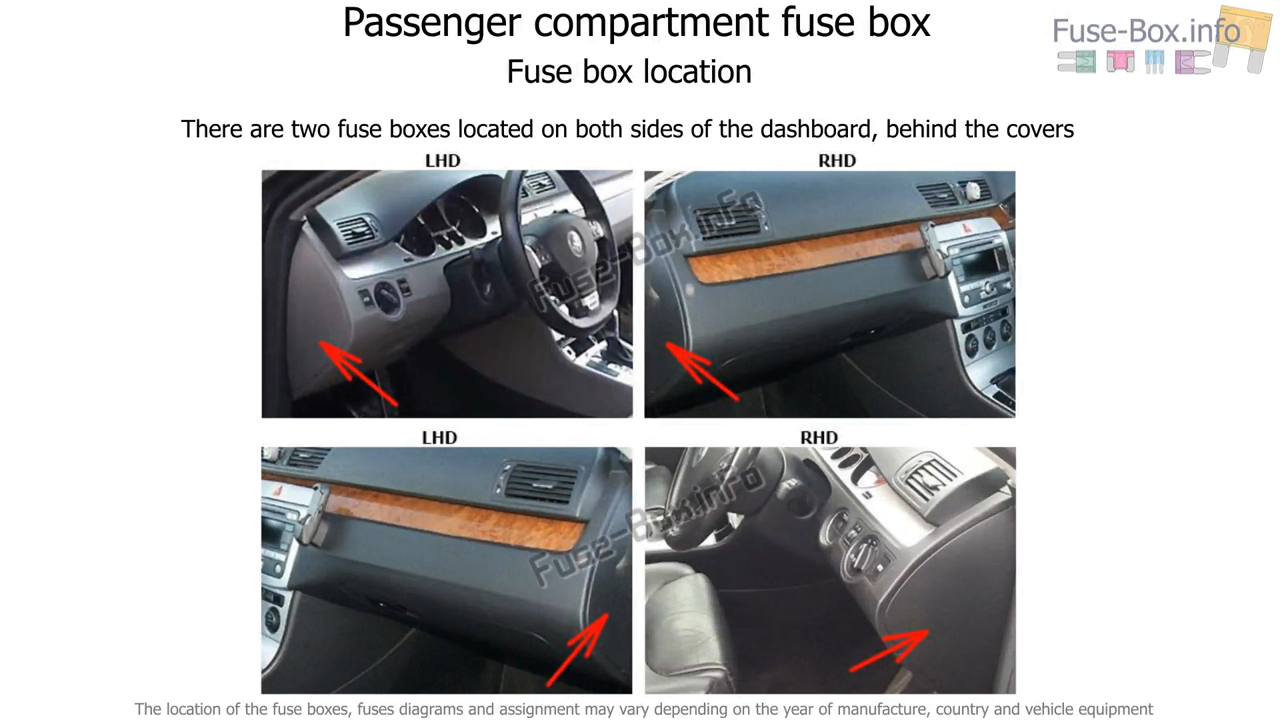 Passenger compartment fuse box
Fuse-Box.info
Fuse box location
There are two fuse boxes located on both sides of the dashboard, behind the covers
LHD
RHD
Fuse-Box.info
LHD
RHD
Fuse-Box.info
The location of the fuse boxes, fuses diagrams and assignment may vary depending on the year of manufacture, country and vehicle equipment